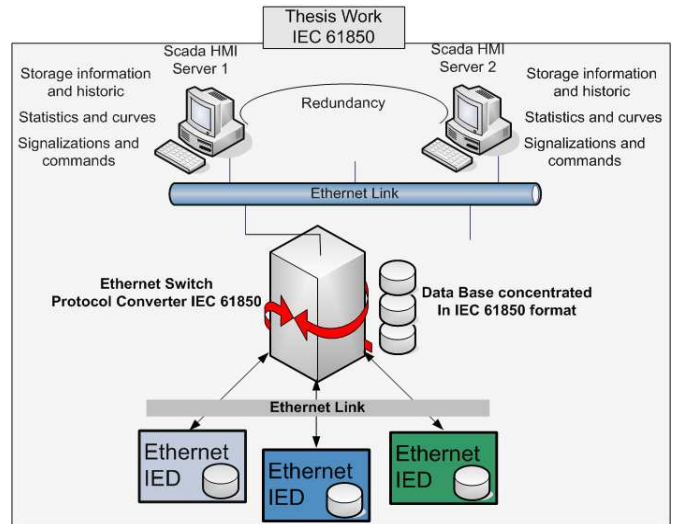 Thesis Work
IEC 61850
Scada HMI
Server 1
Scada HMI
Server 2
Storage information
and historic
Statistics and curves
Signalizations and
commands
Redundancy
Storage information
and historic
Statistics and curves
Signalizations and
commands
Ethernet Link
Ethernet Switch
Protocol Converter IEC 61850
Data Base concentrated
In IEC 61850 format
Ethernet Link
Ethernet
IED
Ethernet
IED
Ethernet
IED